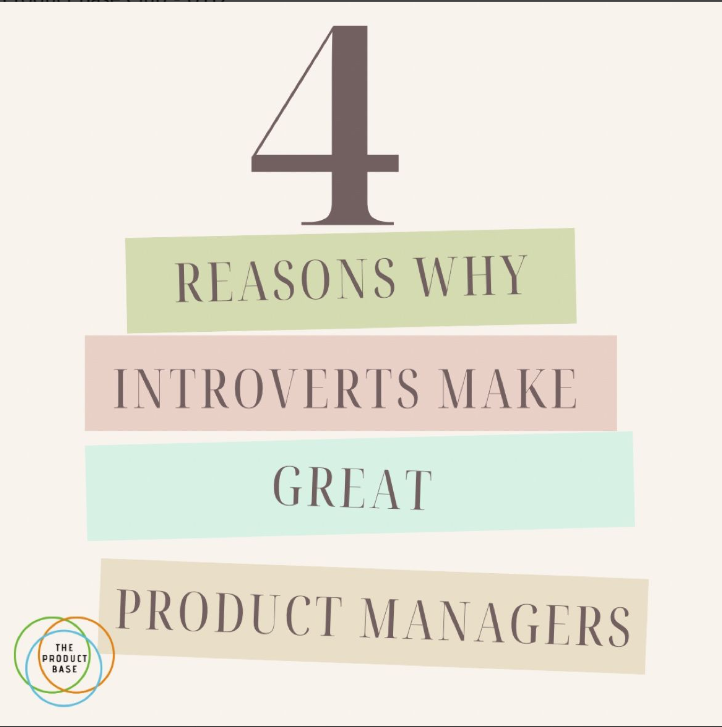 4
REASONS WHY
INTROVERTS MAKE
GREAT
PRODUCT MANAGERS
THE
PRODUCT
BASE